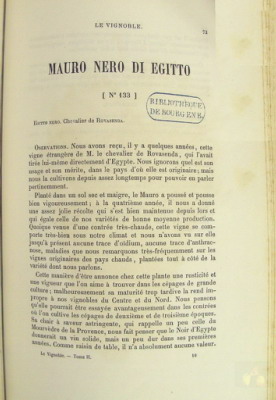 LE VIGNOBLE.
73
MAURO NERO DI EGITTO
[ N° 133 ]
BIBLIOTHÈQUE
DE BOURG EN B.
ROVASENDA. Chevalier de ROVASENDA.
OBSERVATIONS. Nous avons reçu, il y a quelques années, cette
vigne étrangère de M. le chevalier de Rovasenda, qui l'avait
tirée lui-même directement d'Egypte. Nous ignorons quel est son
usage et son mérite, dans le pays d'où elle est originaire; mais
nous la cultivons depuis assez longtemps pour pouvoir en parler
pertinemment.
Planté dans un sol sec et maigre, le Mauro a poussé et pesses
bien vigoureusement; à la quatrième année, il nous a donné
une assez jolie récolte qui s'est bien maintenue depuis lors et
qui égale celle de nos variétés de bonne moyenne production.
Quoique venue d'une contrée très-chaude, cette vigne se com-
porte très-bien sous notre climat et nous n'avons vu sur elle
jusqu'à présent aucune trace d'oïdium, aucune trace d'anthrac-
nose, maladies que nous remarquons très-fréquemment sur les
vignes originaires des pays chauds, plantées tout à côté de la
variété dont nous parlons.
Cette manière d'être annonce chez cette plante une rusticité et
une vigueur que l'on aime à trouver dans les cépages de grande
culture; malheureusement sa maturité trop tardive la rend im-
propre à nos vignobles du Centre et du Nord. Nous pensons
qu'elle pourrait être essayée avantageusement dans les contrées
où l'on cultive les cépages de deuxième et de troisième époques.
Sa chair à saveur astringente, qui rappelle un peu celle du
Mourvèdre de la Provence, nous fait penser que le Noir d'Egypte
donnerait un vin solide, mais un peu dur dans ses premières
années. Comme raisin de table, il n'a absolument aucune valeur.
Le Vignoble. — Tome II.